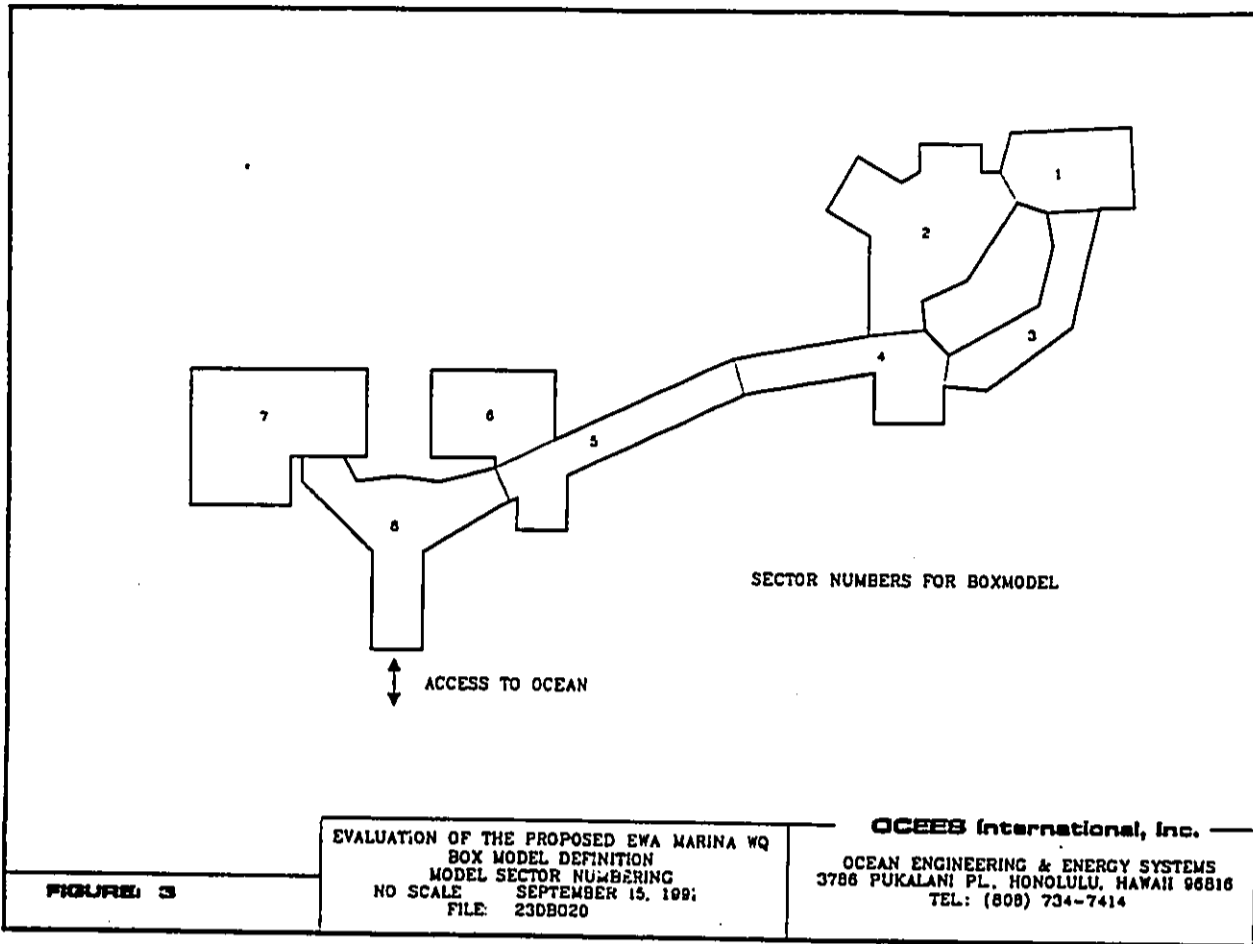 1
2
3
4
7
6
5
8
SECTOR NUMBERS FOR BOXMODEL
ACCESS TO OCEAN
FIGURE: 3
EVALUATION OF THE PROPOSED EWA MARINA WQ
BOX MODEL DEFINITION
MODEL SECTOR NUMBERING
NO SCALE SEPTEMBER 15,
FILE: 23DB020
OCEES International, Inc.
OCEAN ENGINEERING & ENERGY SYSTEMS
3786 PUKALANI PL., HONOLULU, HAWAII 96816
TEL: (808) 734-7414